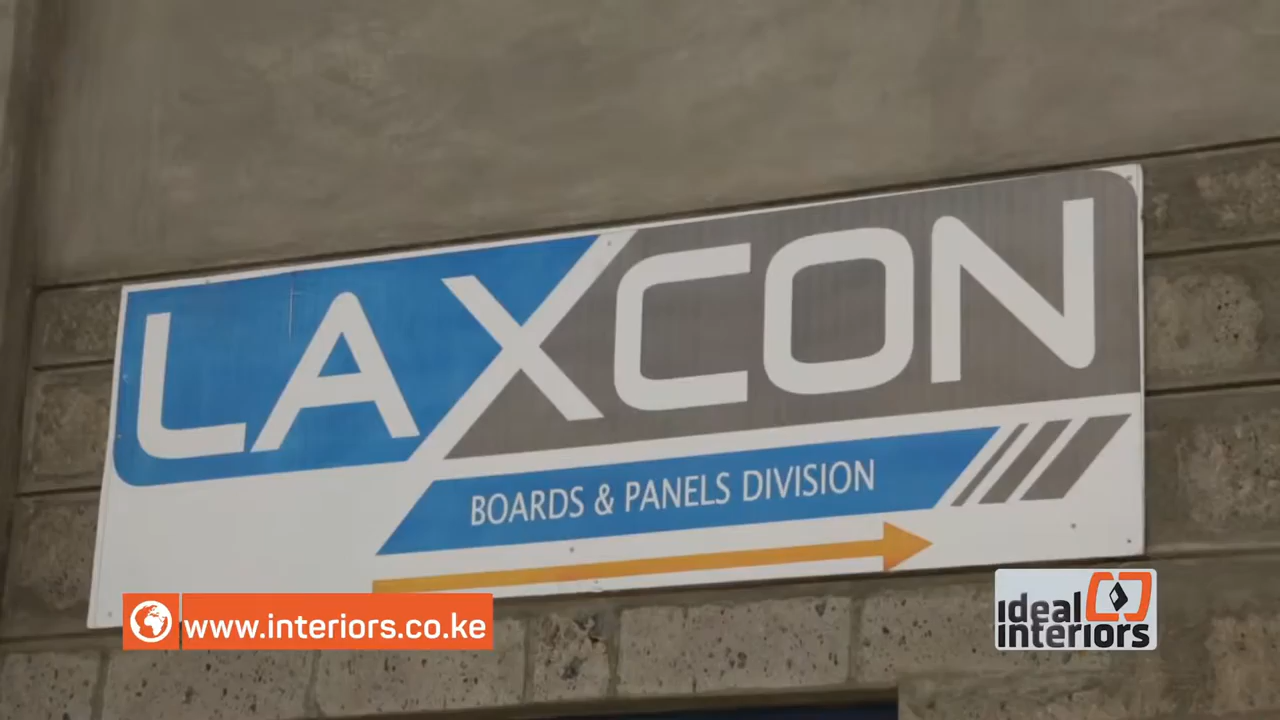 LAXCON
BOARDS & PANELS DIVISION
www.interiors.co.ke
ideal
interiors